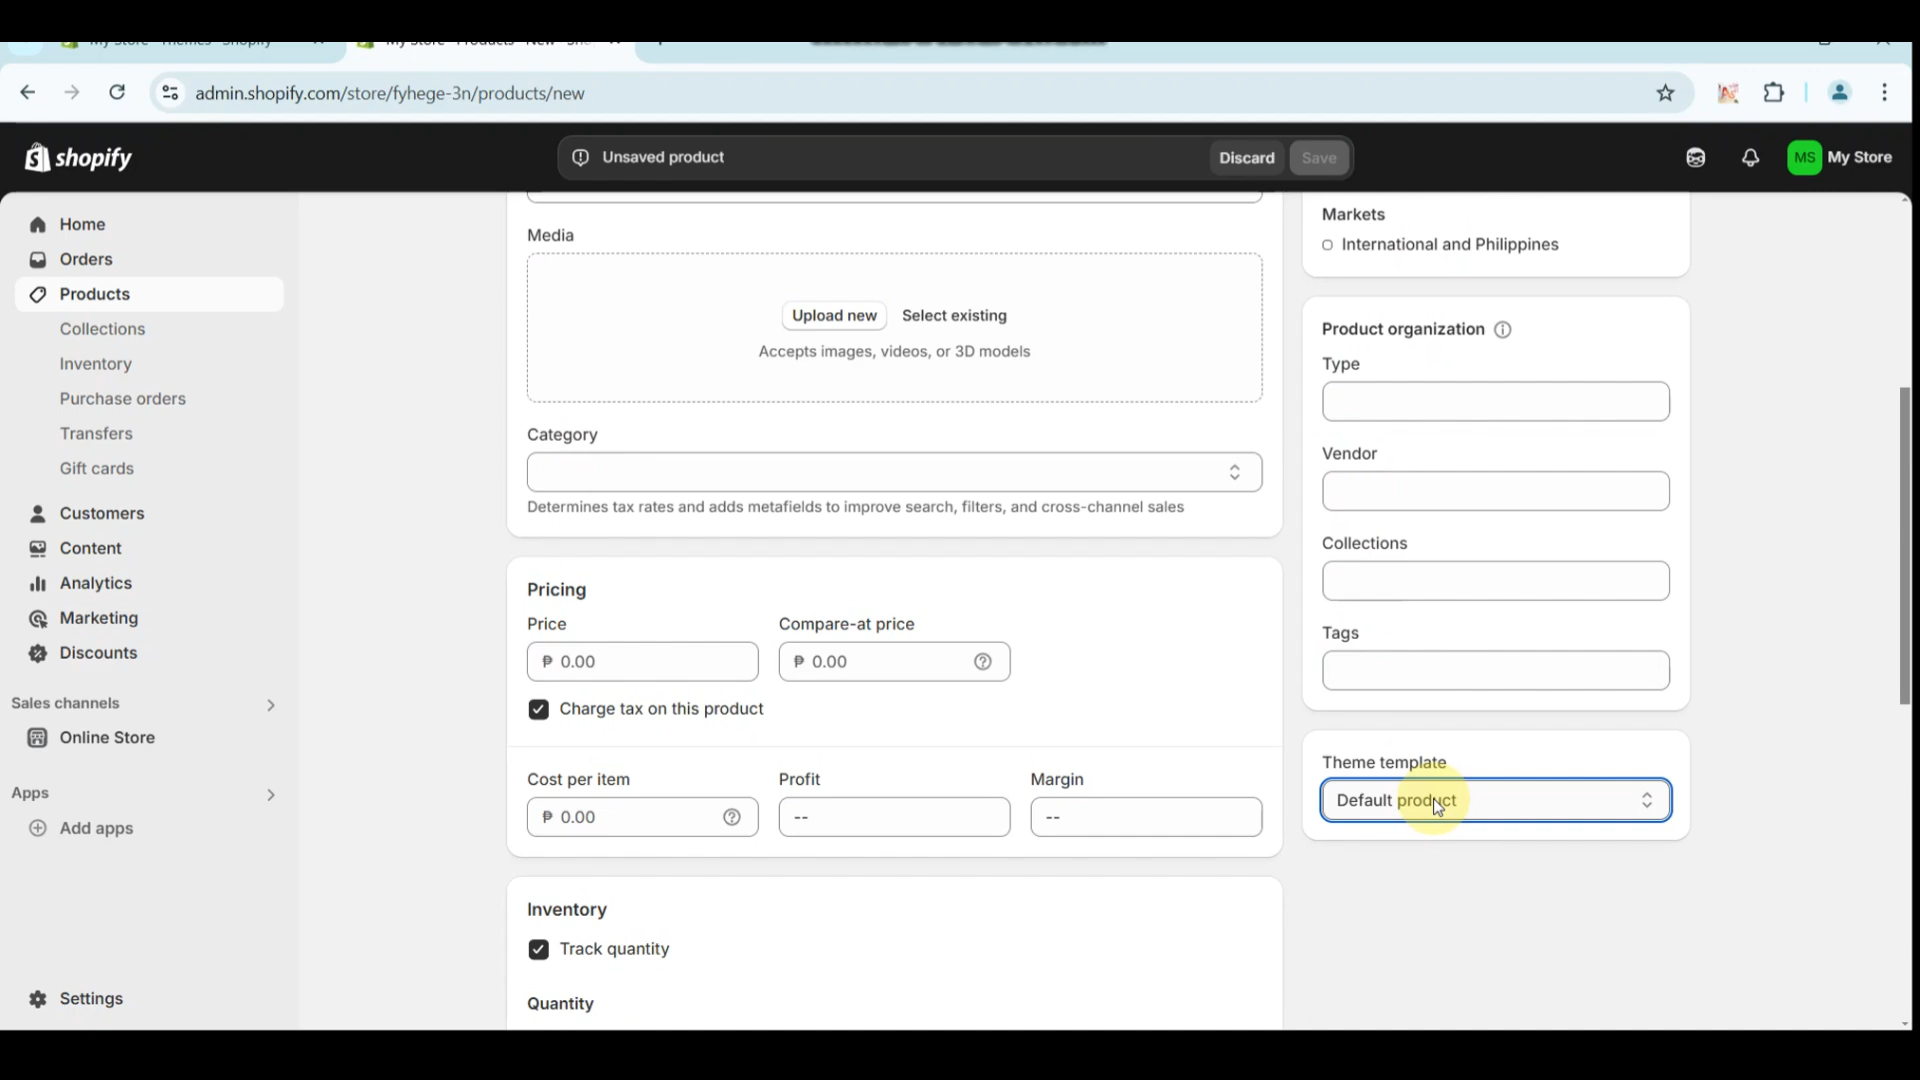 admin.shopify.com/store/fyhege-3n/products/new
shopify
Unsaved product
Discard
Save
MS
My Store
Home
Orders
Products
Collections
Inventory
Purchase orders
Transfers
Gift cards
Customers
Content
Analytics
Marketing
Discounts
Sales channels
Online Store
Apps
Add apps
Settings
Media
Upload new
Select existing
Accepts images, videos, or 3D models
Category
Determines tax rates and adds metafields to improve search, filters, and cross-channel sales
Pricing
Price
Compare-at price
₱ 0.00
₱ 0.00
Charge tax on this product
Cost per item
Profit
Margin
₱ 0.00
--
--
Inventory
Track quantity
Quantity
Markets
International and Philippines
Product organization
Type
Vendor
Collections
Tags
Theme template
Default product